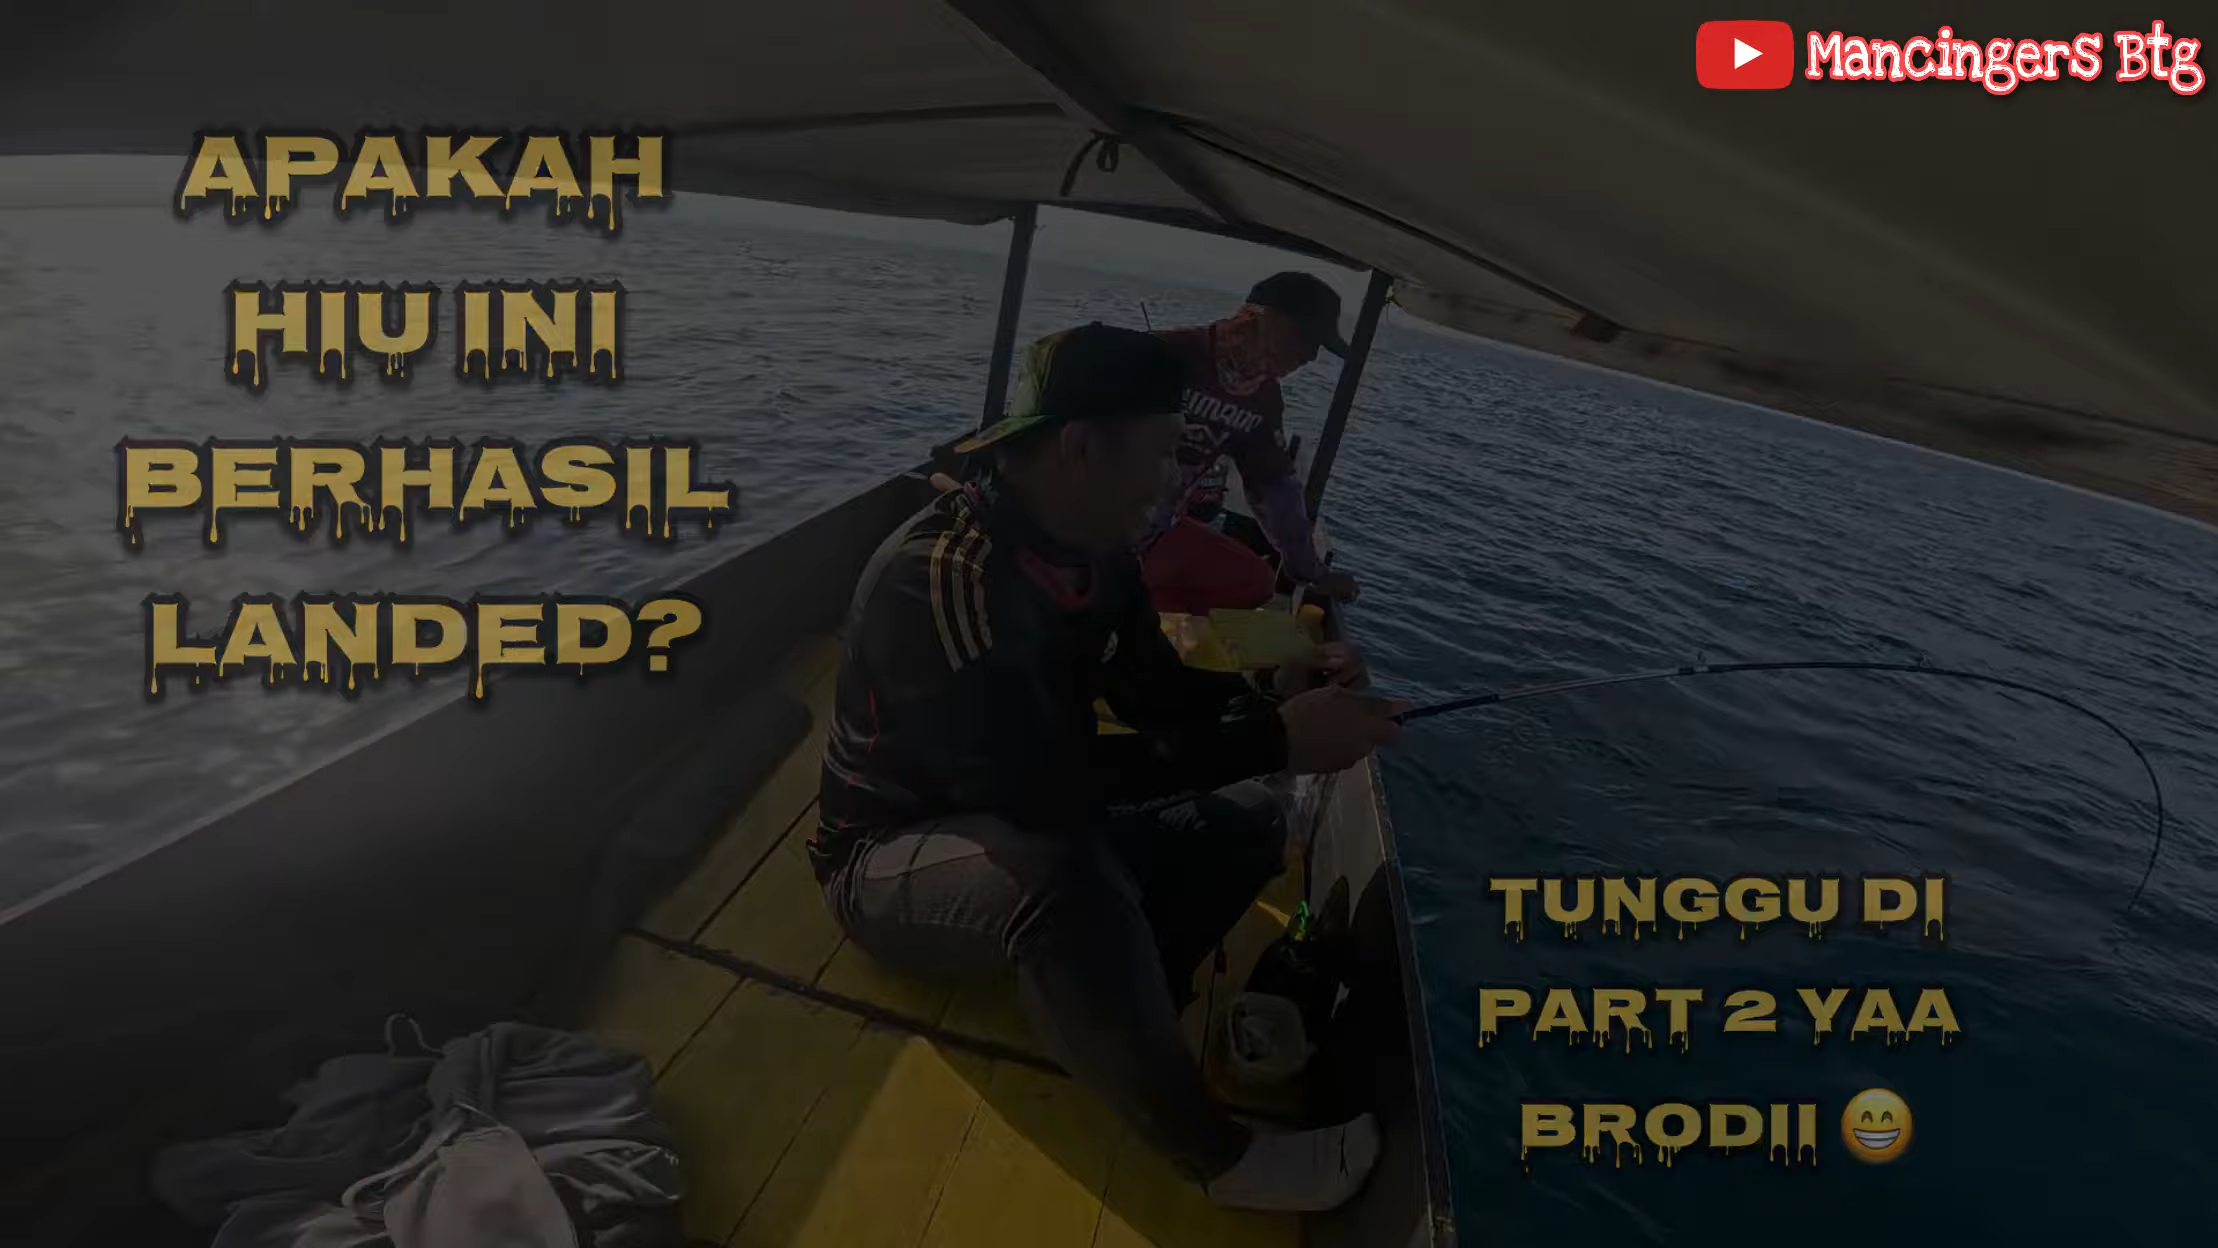 Mancingers Btg
APAKAH
HIU INI
BERHASIL
LANDED?
TUNGGU DI
PART 2 YAA
BRODII 😁